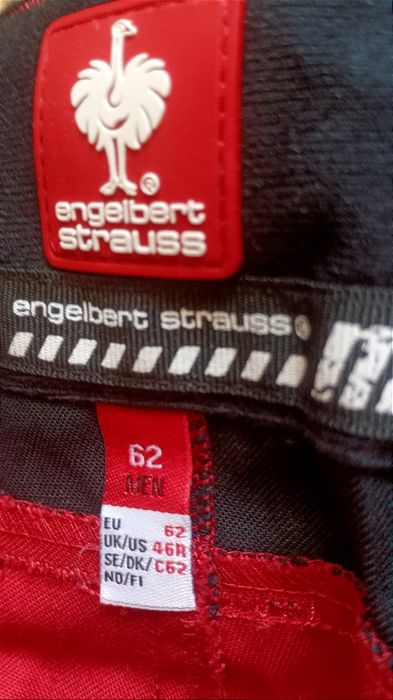 ®
engelbert
strauss
engelbert strauss®
62
MEN
EU 62
UK/US 46R
SE/DK/ C62
NO/FI